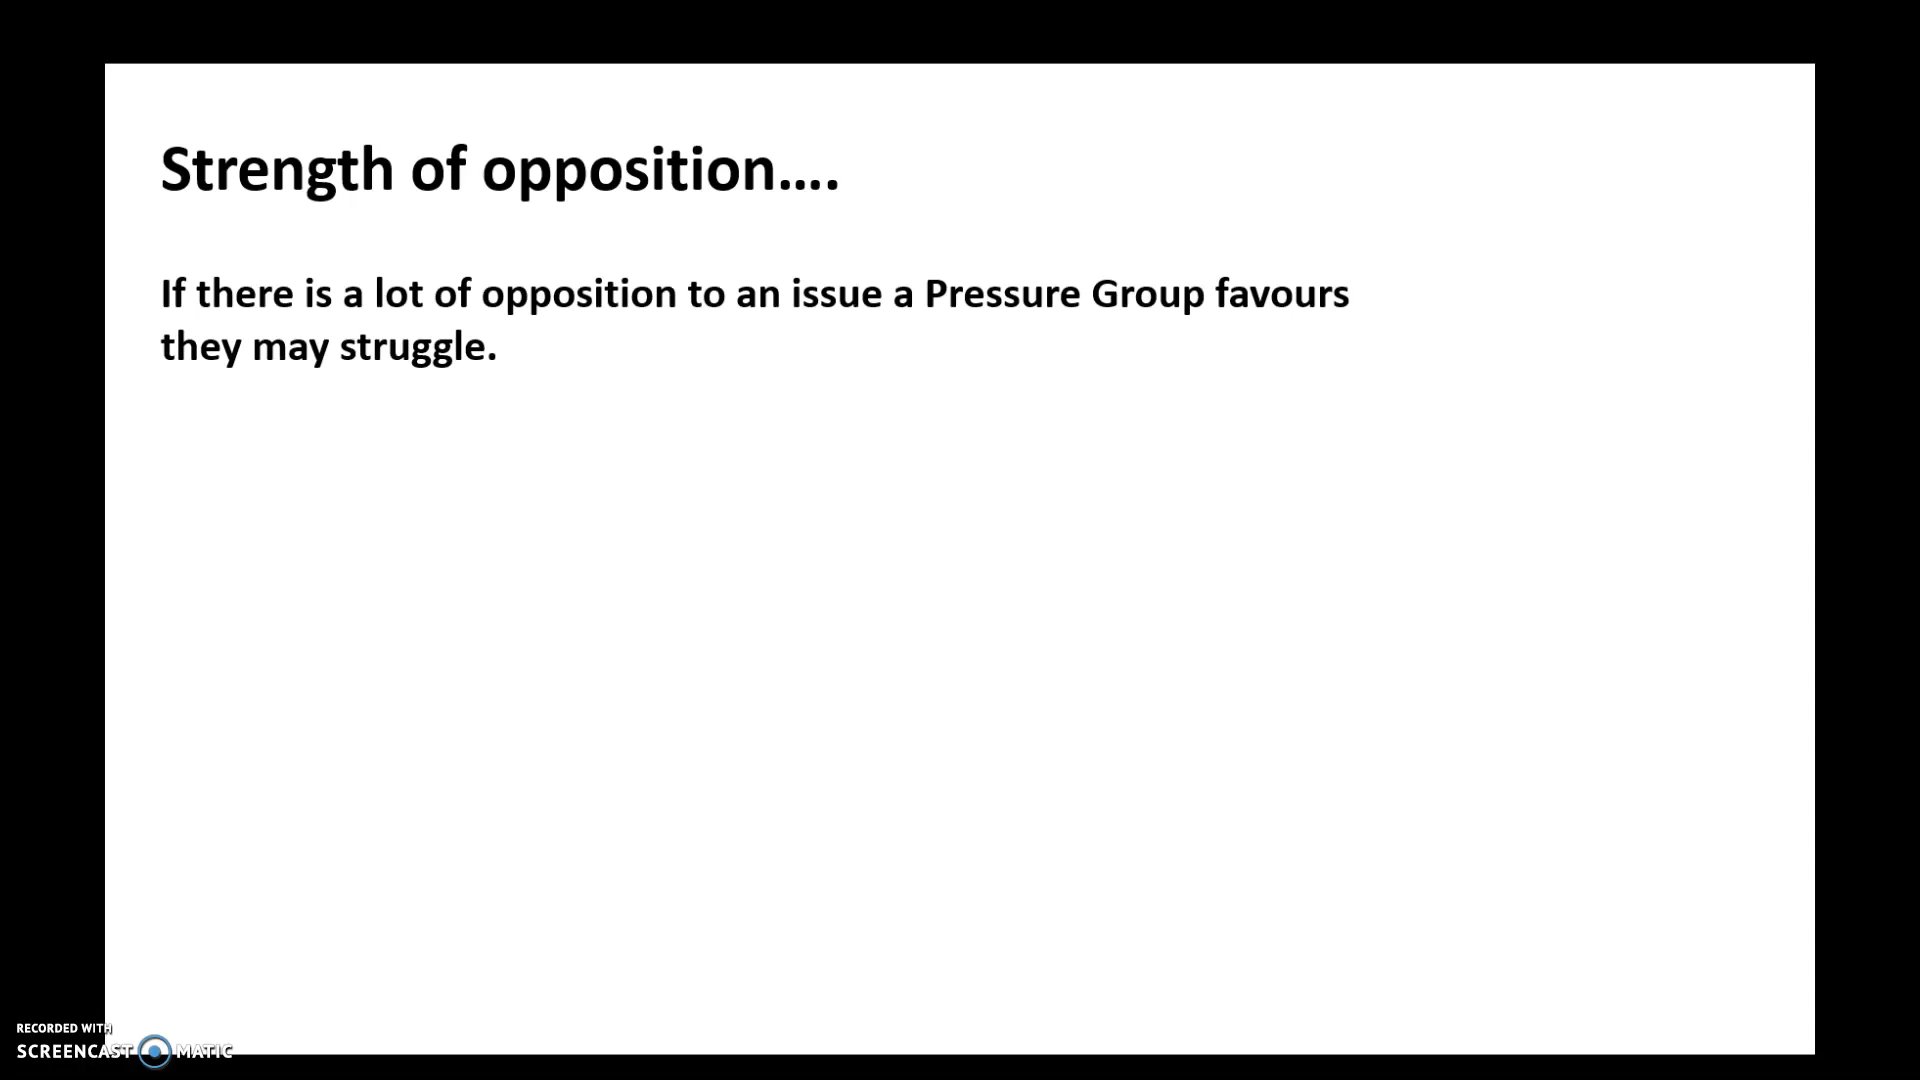 Strength of opposition....
If there is a lot of opposition to an issue a Pressure Group favours
they may struggle.
RECORDED WITH
SCREENCAST MATIC